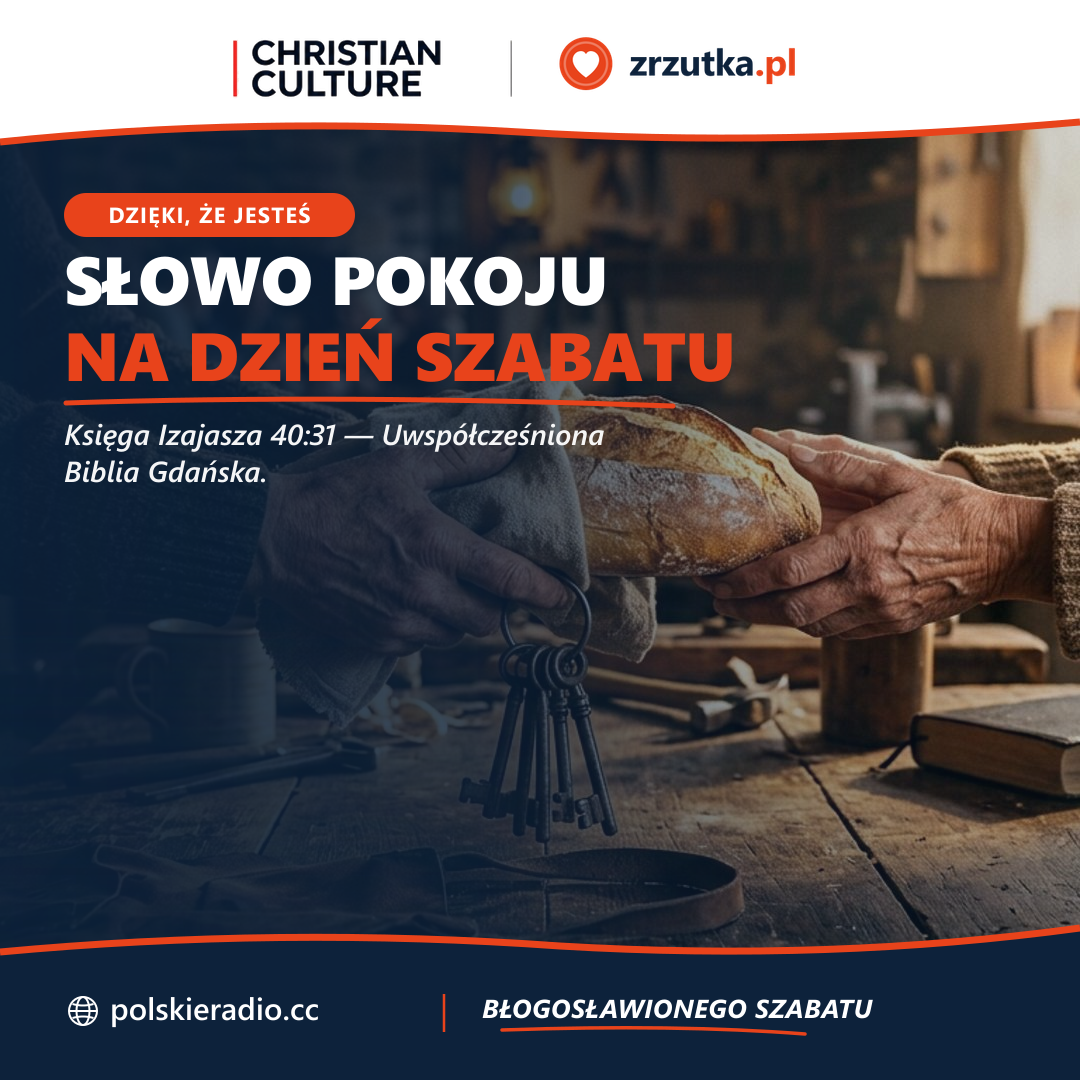 CHRISTIAN
CULTURE
zrzutka.pl
DZIĘKI, ŻE JESTEŚ
SŁOWO POKOJU
NA DZIEŃ SZABATU
Księga Izajasza 40:31 — Uwspółcześniona
Biblia Gdańska.
polskieradio.cc
BŁOGOSŁAWIONEGO SZABATU